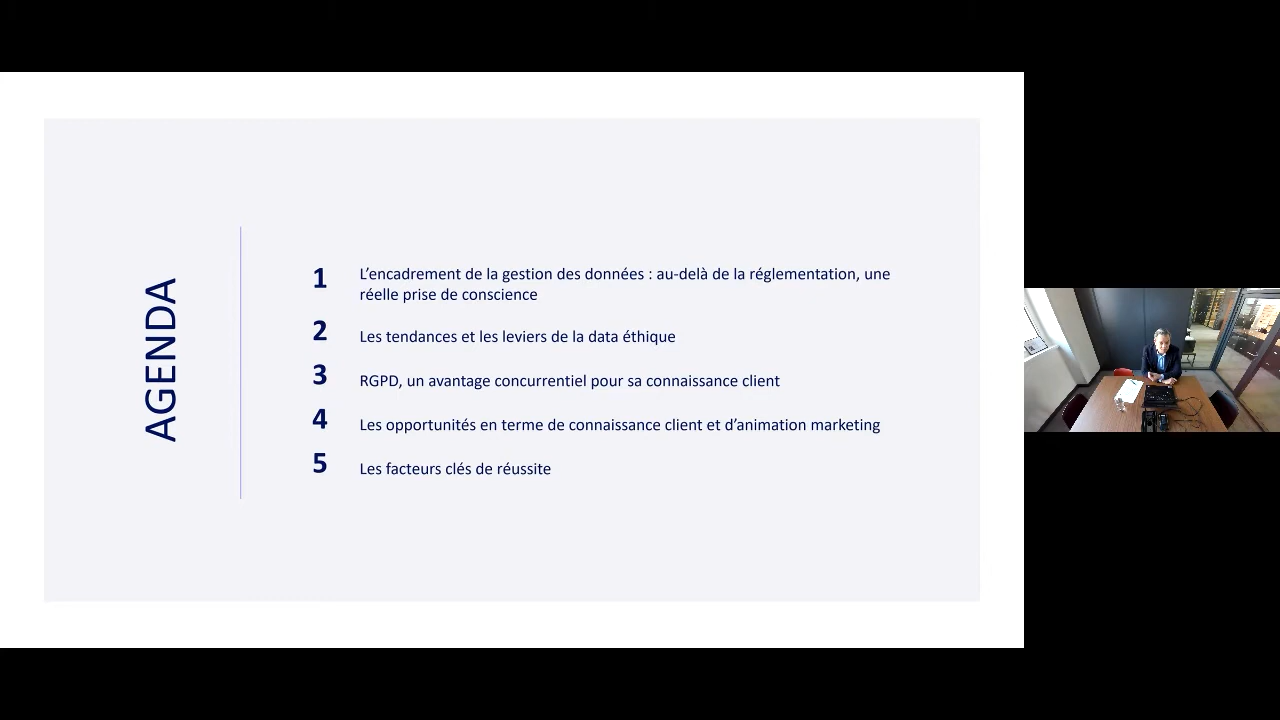 AGENDA
1
L’encadrement de la gestion des données : au-delà de la réglementation, une
réelle prise de conscience
2
Les tendances et les leviers de la data éthique
3
RGPD, un avantage concurrentiel pour sa connaissance client
4
Les opportunités en terme de connaissance client et d’animation marketing
5
Les facteurs clés de réussite